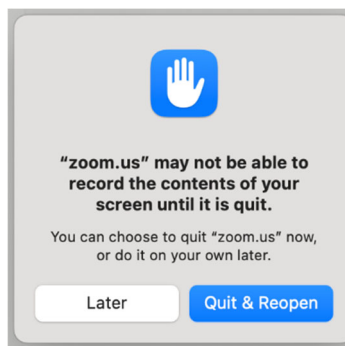 “zoom.us” may not be able to
record the contents of your
screen until it is quit.
You can choose to quit “zoom.us” now,
or do it on your own later.
Later
Quit & Reopen